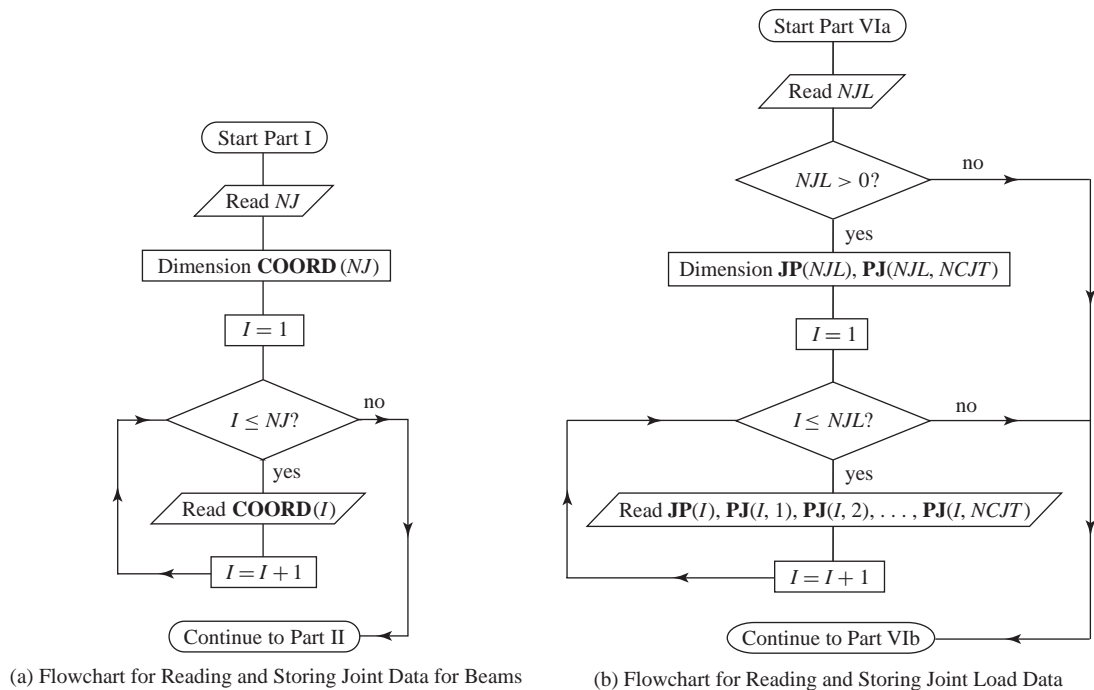 Start Part I
Read NJ
Dimension COORD(NJ)
I = 1
I ≤ NJ?
no
yes
Read COORD(I)
I = I + 1
Continue to Part II
(a) Flowchart for Reading and Storing Joint Data for Beams
Start Part VIa
Read NJL
NJL > 0?
no
yes
Dimension JP(NJL), PJ(NJL, NCJT)
I = 1
I ≤ NJL?
no
yes
Read JP(I), PJ(I, 1), PJ(I, 2), . . . , PJ(I, NCJT)
I = I + 1
Continue to Part VIb
(b) Flowchart for Reading and Storing Joint Load Data